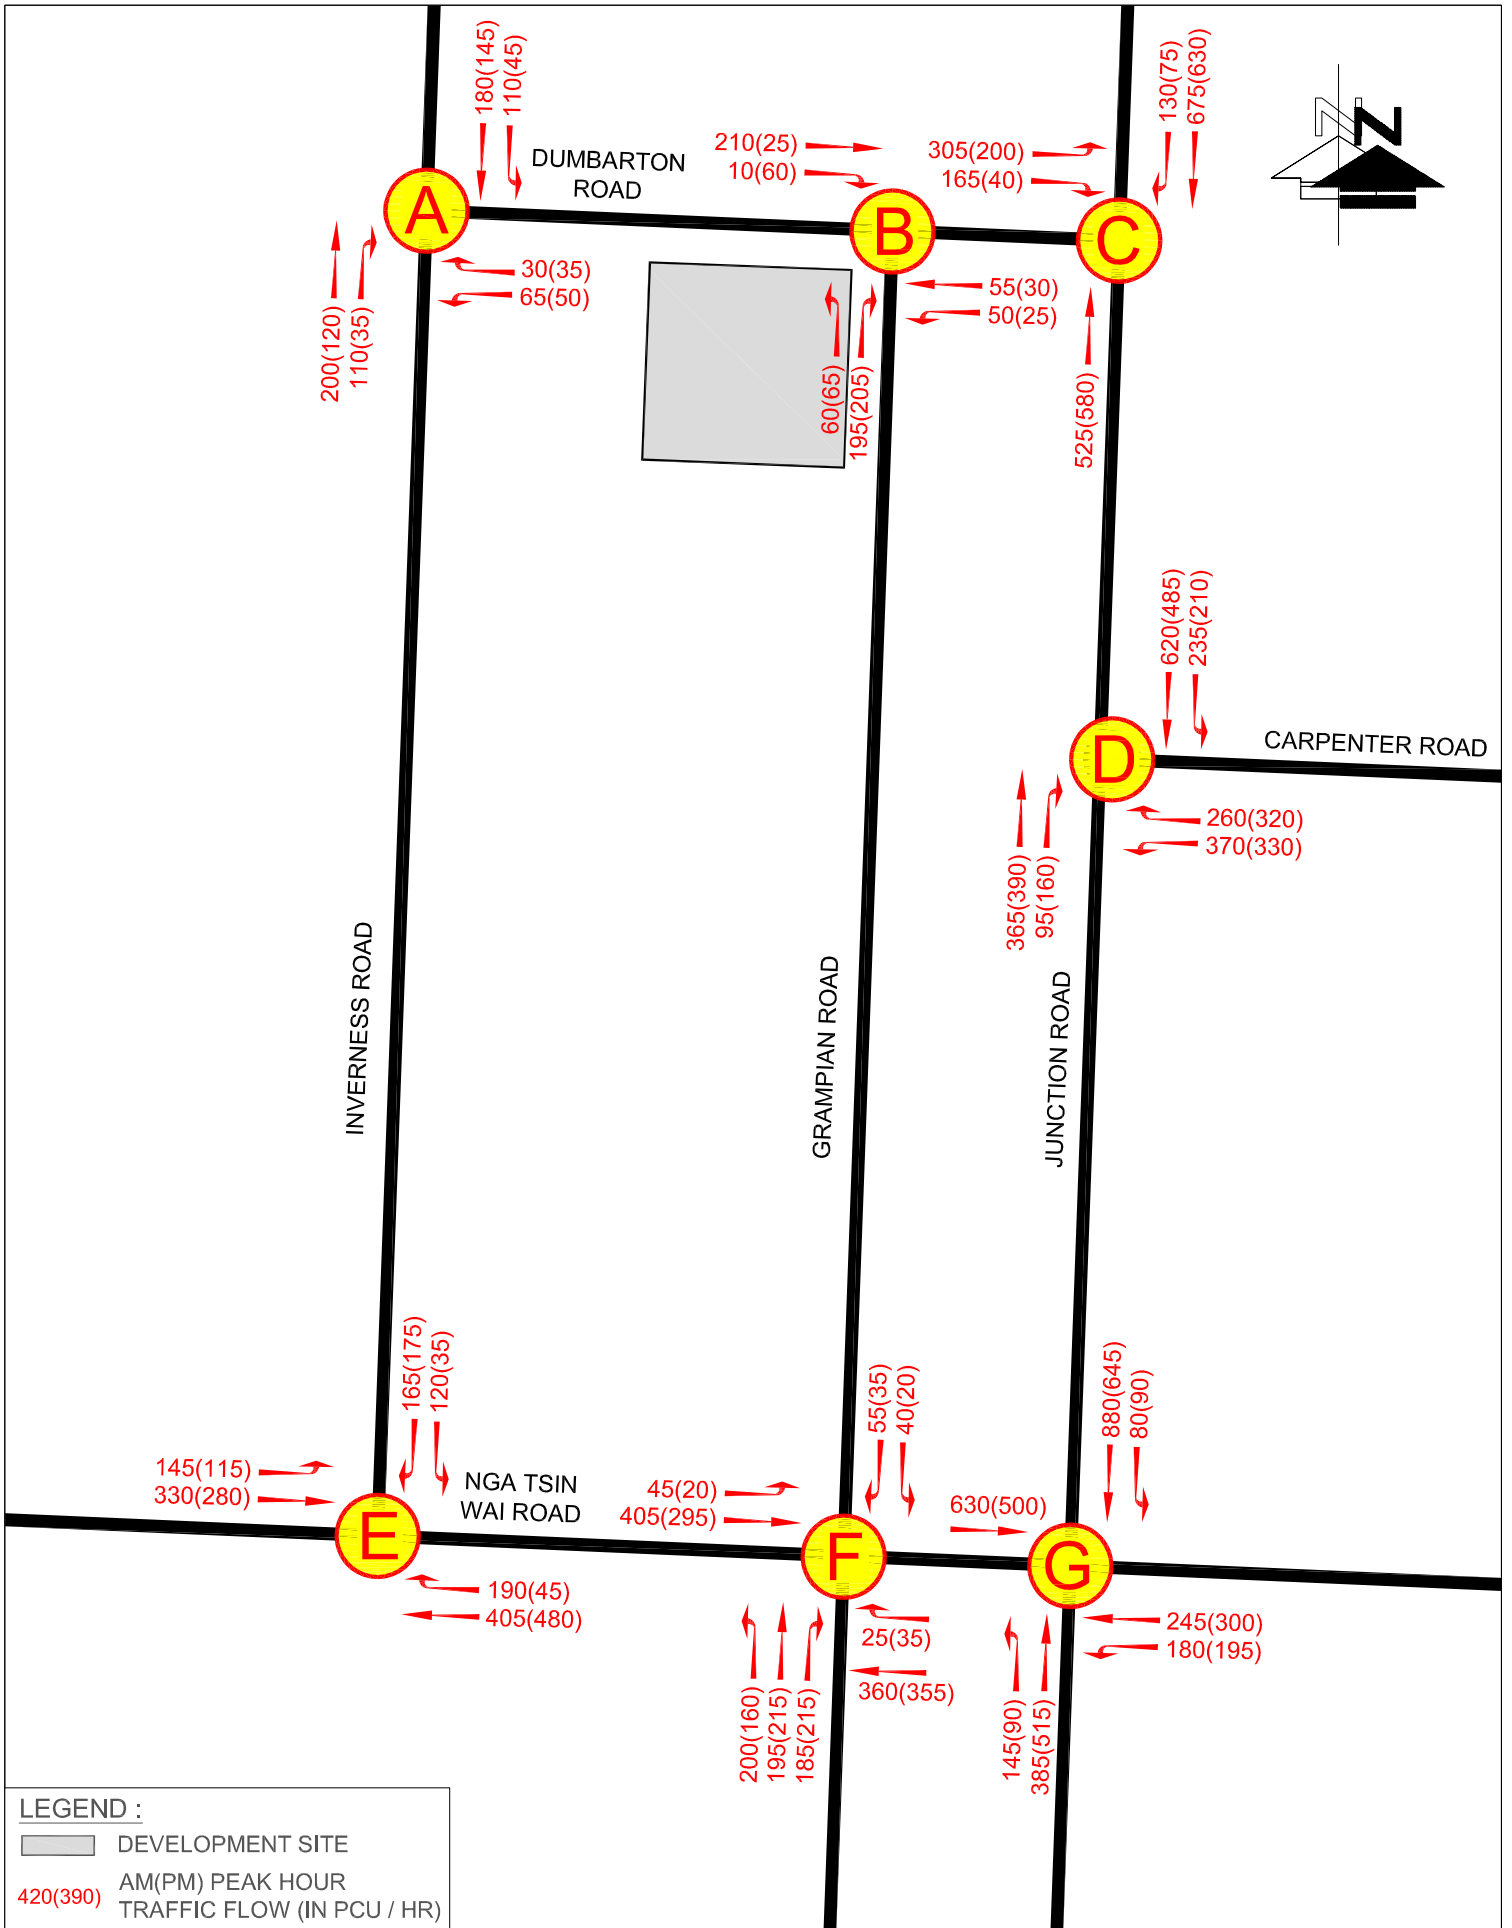 180(145)
110(45)
130(75)
675(630)
N
N
DUMBARTON
ROAD
210(25)
10(60)
305(200)
165(40)
A
B
C
200(120)
110(35)
30(35)
65(50)
60(65)
195(205)
55(30)
50(25)
525(580)
620(485)
235(210)
CARPENTER ROAD
D
365(390)
95(160)
260(320)
370(330)
INVERNESS ROAD
GRAMPIAN ROAD
JUNCTION ROAD
165(175)
120(35)
145(115)
330(280)
NGA TSIN
WAI ROAD
55(35)
40(20)
45(20)
405(295)
880(645)
80(90)
630(500)
E
F
G
190(45)
405(480)
200(160)
195(215)
185(215)
25(35)
360(355)
145(90)
385(515)
245(300)
180(195)
LEGEND :
DEVELOPMENT SITE
420(390)
AM(PM) PEAK HOUR
TRAFFIC FLOW (IN PCU / HR)